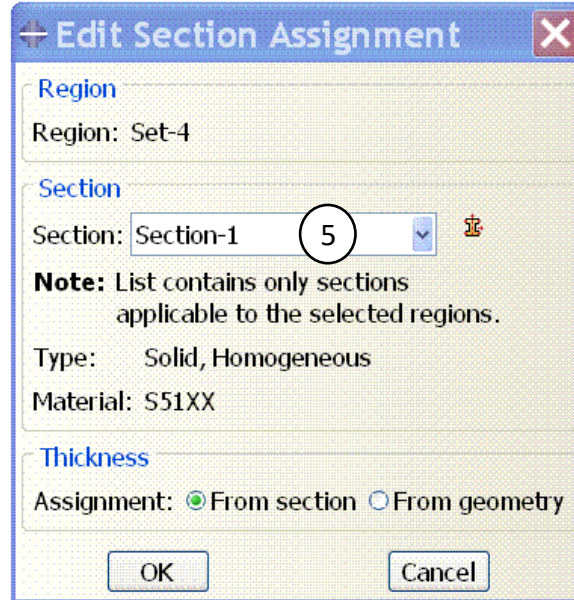 Edit Section Assignment
Region
Region: Set-4
Section
Section: Section-1 5
Note: List contains only sections
applicable to the selected regions.
Type: Solid, Homogeneous
Material: S51XX
Thickness
Assignment: From section From geometry
OK Cancel